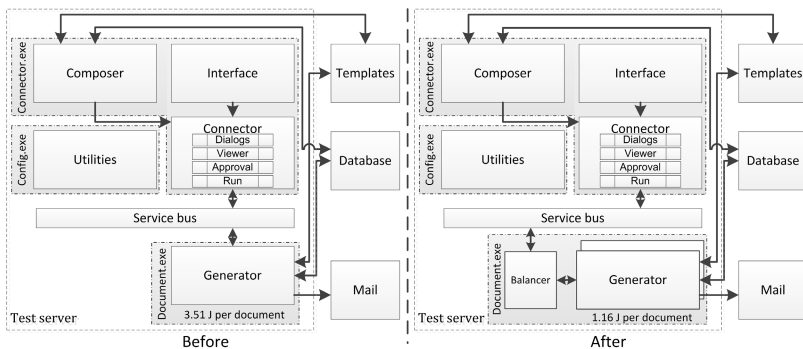 Connector.exe
Composer
Interface
Templates
Connector
Dialogs
Viewer
Approval
Run
Config.exe
Utilities
Database
Service bus
Document.exe
Generator
Mail
3.51 J per document
Test server
Before
Connector.exe
Composer
Interface
Templates
Connector
Dialogs
Viewer
Approval
Run
Config.exe
Utilities
Database
Service bus
Document.exe
Balancer
Generator
Mail
1.16 J per document
Test server
After